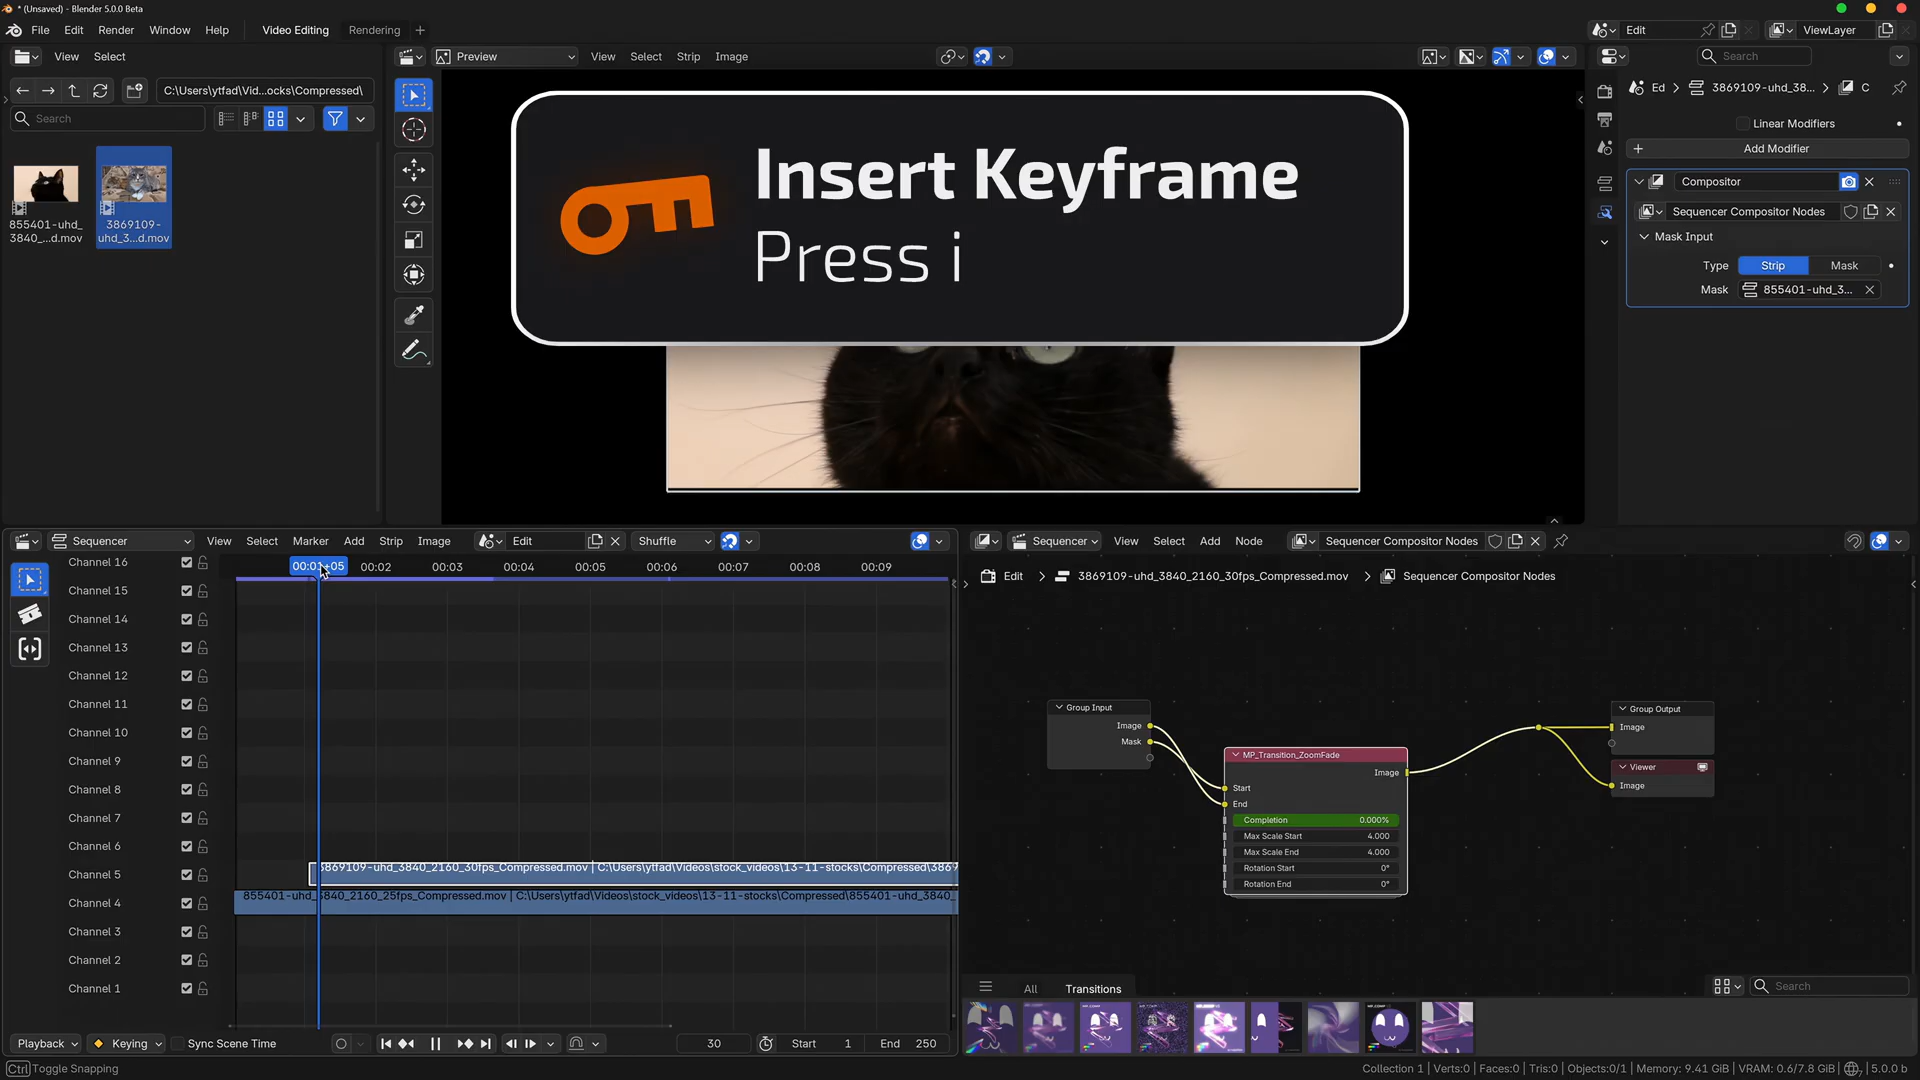 * (Unsaved) - Blender 5.0.0 Beta
File Edit Render Window Help Video Editing Rendering
Edit ViewLayer
View Select
Preview View Select Strip Image
Search
C:\Users\ytfad\Vid...ocks\Compressed\
Search
855401-uhd_
3840_...d.mov
3869109-
uhd_3...d.mov
Insert Keyframe
Press i
Ed 3869109-uhd_38... C
Linear Modifiers
Add Modifier
Compositor
Sequencer Compositor Nodes
Mask Input
Type Strip Mask
Mask 855401-uhd_3...
Sequencer View Select Marker Add Strip Image Edit Shuffle
00:01+05 00:02 00:03 00:04 00:05 00:06 00:07 00:08 00:09
Channel 16
Channel 15
Channel 14
Channel 13
Channel 12
Channel 11
Channel 10
Channel 9
Channel 8
Channel 7
Channel 6
Channel 5
Channel 4
Channel 3
Channel 2
Channel 1
3869109-uhd_3840_2160_30fps_Compressed.mov | C:\Users\ytfad\Videos\stock_videos\13-11-stocks\Compressed\3869
855401-uhd_3840_2160_25fps_Compressed.mov | C:\Users\ytfad\Videos\stock_videos\13-11-stocks\Compressed\855401-uhd_3840_
Sequencer View Select Add Node Sequencer Compositor Nodes
Edit 3869109-uhd_3840_2160_30fps_Compressed.mov Sequencer Compositor Nodes
Group Input
Image
Mask
MP_Transition_ZoomFade
Image
Start
End
Completion 0.000%
Max Scale Start 4.000
Max Scale End 4.000
Rotation Start 0°
Rotation End 0°
Group Output
Image
Viewer
Image
All Transitions
Search
Playback Keying Sync Scene Time 30 Start 1 End 250
Ctrl Toggle Snapping
Collection 1 | Verts:0 | Faces:0 | Tris:0 | Objects:0/1 | Memory: 9.41 GiB | VRAM: 0.6/7.8 GiB | 5.0.0 b